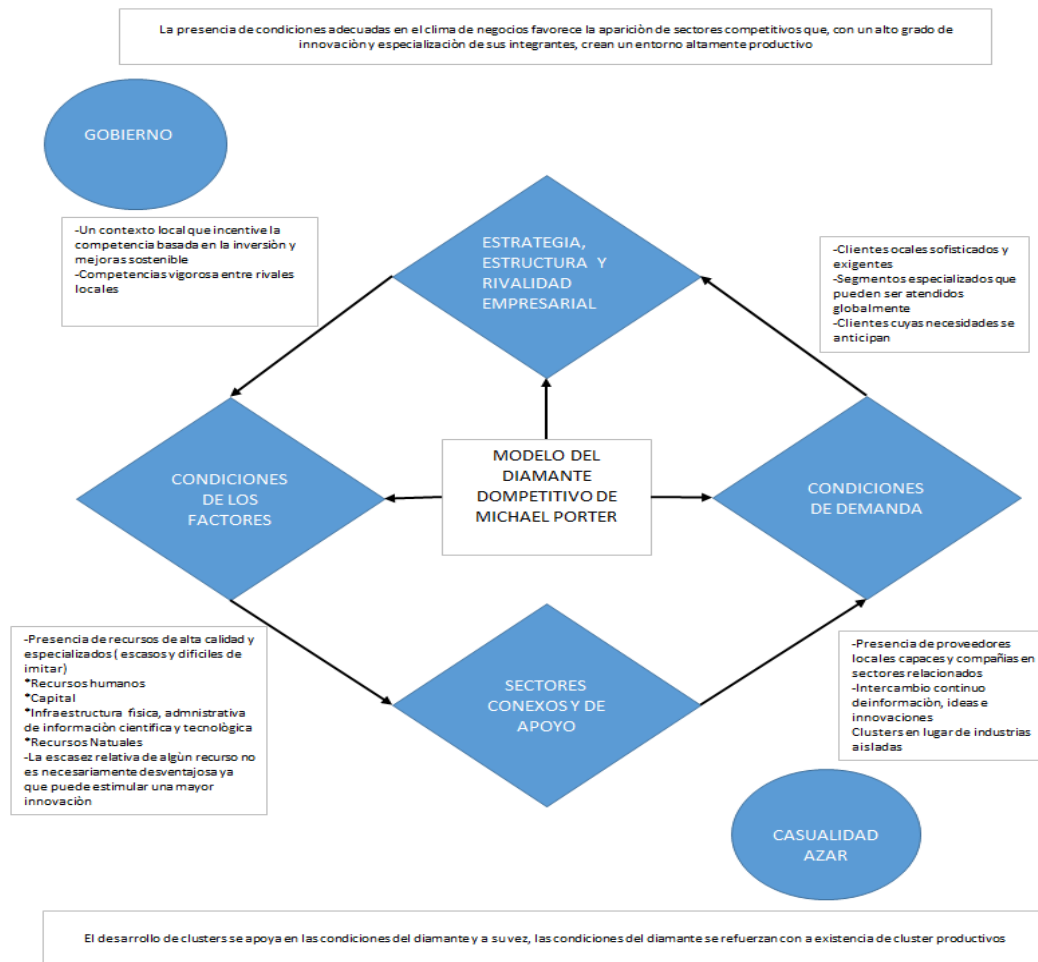 La presencia de condiciones adecuadas en el clima de negocios favorece la apariciòn de sectores competitivos que, con un alto grado de
innovaciòn y especializaciòn de sus integrantes, crean un entorno altamente productivo
GOBIERNO
-Un contexto local que incentive la
competencia basada en la inversiòn y
mejoras sostenible
-Competencias vigorosa entre rivales
locales
ESTRATEGIA,
ESTRUCTURA Y
RIVALIDAD
EMPRESARIAL
-Clientes ocales sofisticados y
exigentes
-Segmentos especializados que
pueden ser atendidos
globalmente
-Clientes cuyas necesidades se
anticipan
CONDICIONES
DE LOS
FACTORES
MODELO DEL
DIAMANTE
DOMPETITIVO DE
MICHAEL PORTER
CONDICIONES
DE DEMANDA
-Presencia de recursos de alta calidad y
especializados ( escasos y dificiles de
imitar)
*Recursos humanos
*Capital
*Infraestructura fìsica, admnistrativa
de informaciòn cientìfica y tecnològica
*Recursos Natuales
-La escasez relativa de algùn recurso no
es necesariamente desventajosa ya
que puede estimular una mayor
innovaciòn
SECTORES
CONEXOS Y DE
APOYO
-Presencia de proveedores
locales capaces y compañias en
sectores relacionados
-Intercambio continuo
deinformaciòn, ideas e
innovaciones
Clusters en lugar de industrias
aisladas
CASUALIDAD
AZAR
El desarrollo de clusters se apoya en las condiciones del diamante y a su vez, las condiciones del diamante se refuerzan con a existencia de cluster productivos